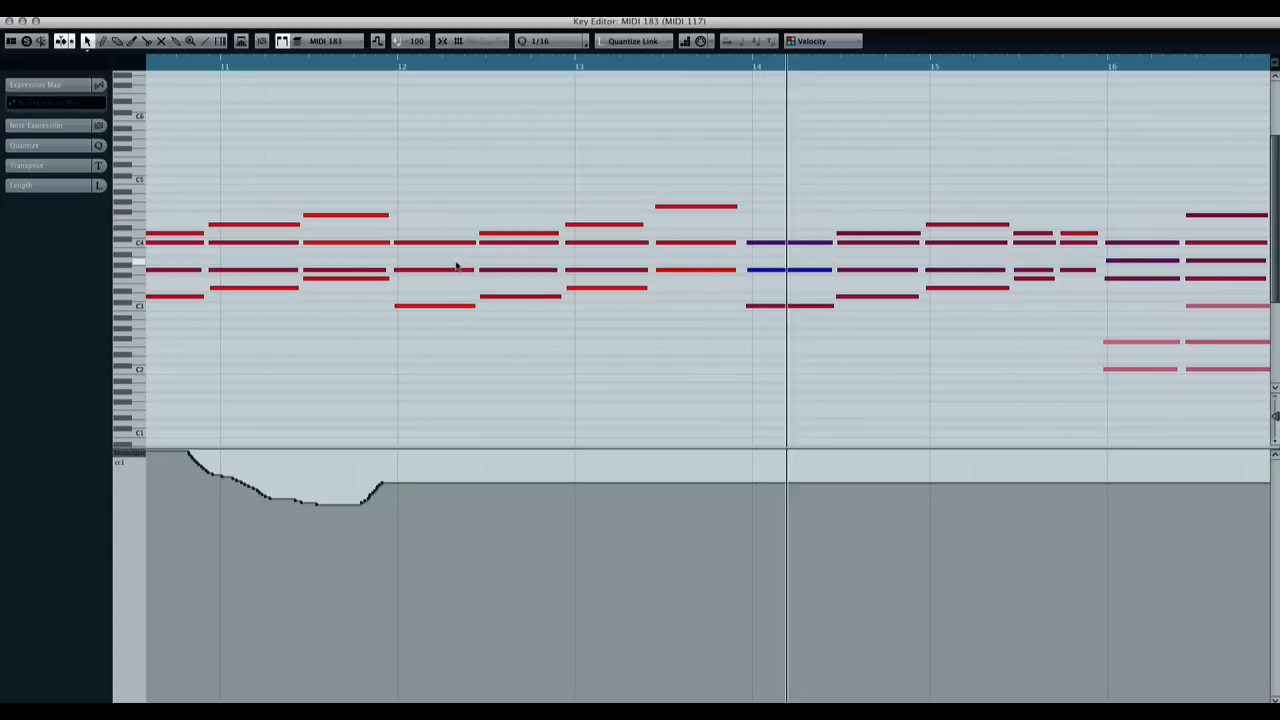 Key Editor: MIDI 183 (MIDI 117)
MIDI 183 100 Q 1/16 Quantize Link Velocity
11 12 13 14 15 16
Expression Map
Note Expression
Quantize Q
Transpose T
Length L
C6
C5
C4
C3
C2
C1
cc1